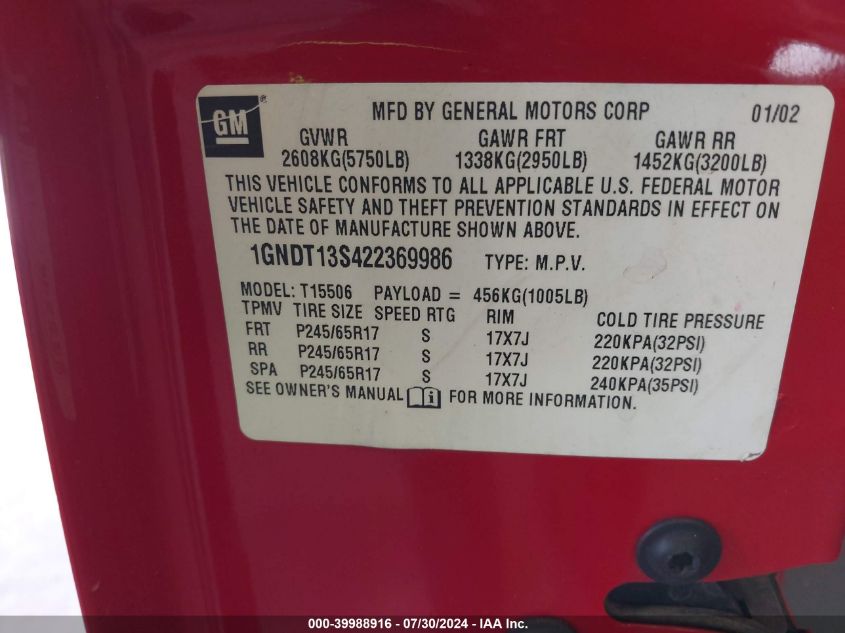 GM® MFD BY GENERAL MOTORS CORP 01/02
GVWR GAWR FRT GAWR RR
2608KG(5750LB) 1338KG(2950LB) 1452KG(3200LB)
THIS VEHICLE CONFORMS TO ALL APPLICABLE U.S. FEDERAL MOTOR
VEHICLE SAFETY AND THEFT PREVENTION STANDARDS IN EFFECT ON
THE DATE OF MANUFACTURE SHOWN ABOVE.
1GNDT13S422369986 TYPE: M.P.V.
MODEL: T15506 PAYLOAD = 456KG(1005LB)
TPMV TIRE SIZE SPEED RTG RIM COLD TIRE PRESSURE
FRT P245/65R17 S 17X7J 220KPA(32PSI)
RR P245/65R17 S 17X7J 220KPA(32PSI)
SPA P245/65R17 S 17X7J 240KPA(35PSI)
SEE OWNER'S MANUAL i FOR MORE INFORMATION.
000-39988916 / 07/30/2024 - IAA Inc.